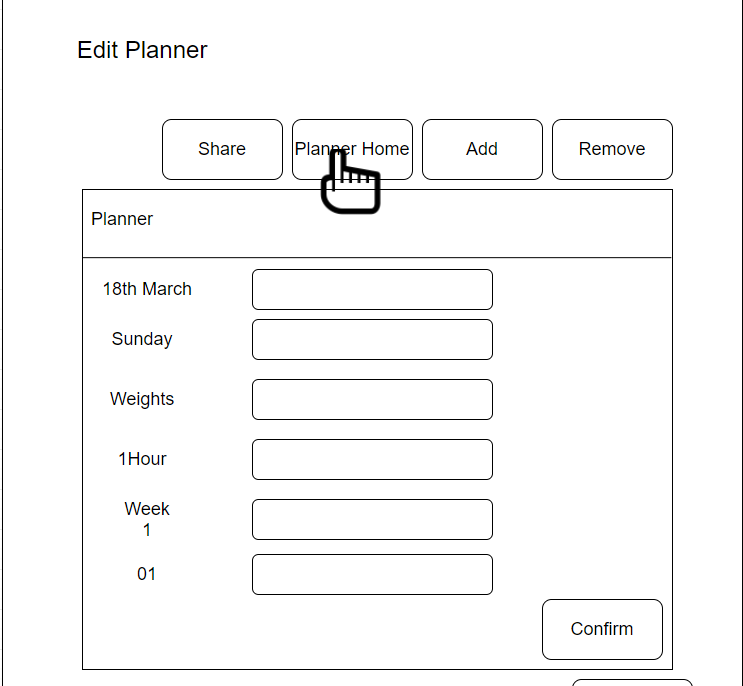 Edit Planner
Share
Planner Home
Add
Remove
Planner
18th March
Sunday
Weights
1Hour
Week
1
01
Confirm